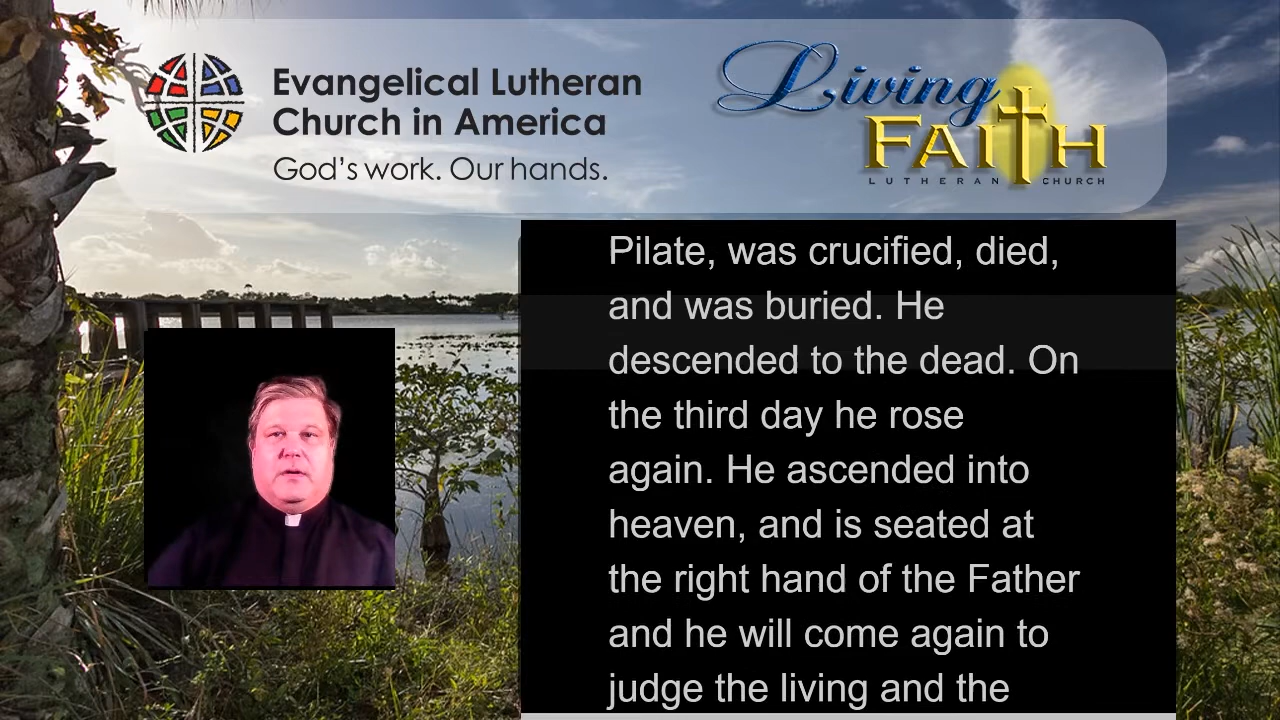 Evangelical Lutheran
Church in America
God's work. Our hands.
Living
FAITH
LUTHERAN CHURCH
Pilate, was crucified, died,
and was buried. He
descended to the dead. On
the third day he rose
again. He ascended into
heaven, and is seated at
the right hand of the Father
and he will come again to
judge the living and the